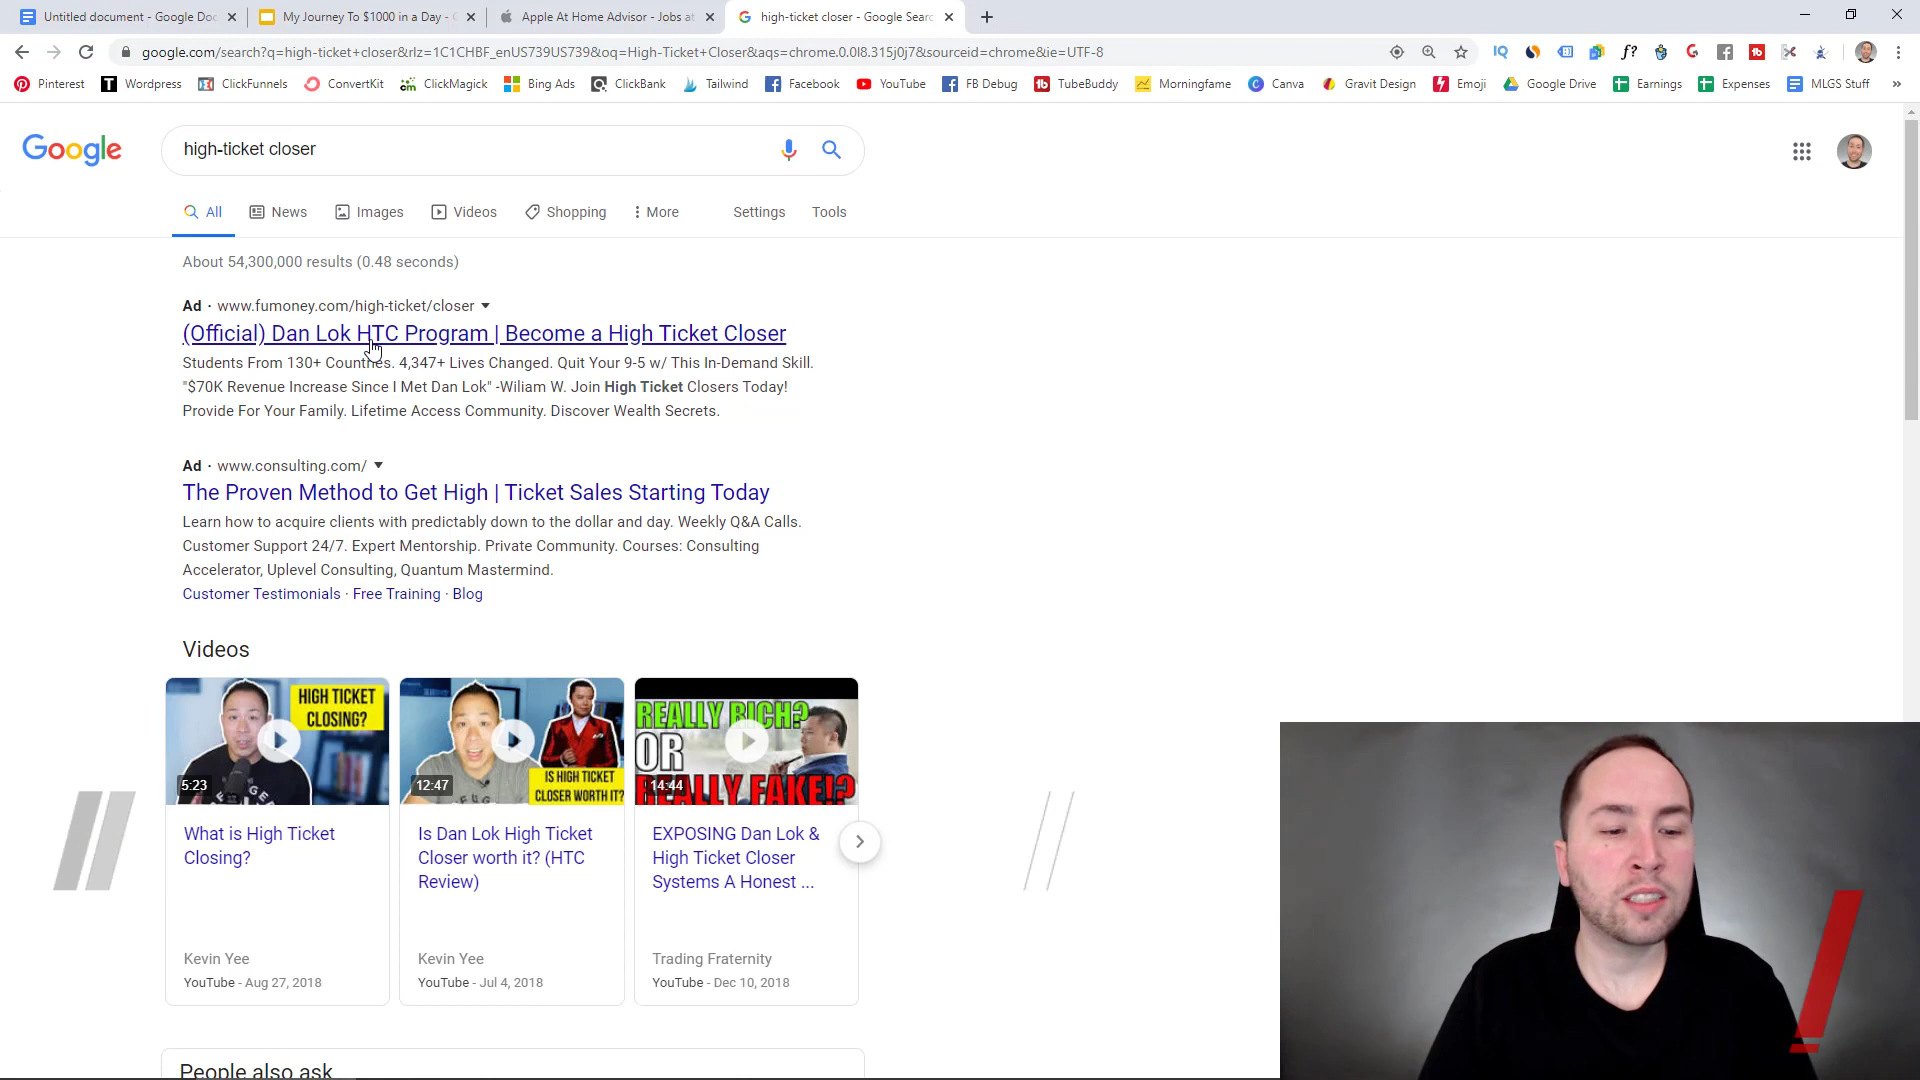 Untitled document - Google Doc
My Journey To $1000 in a Day -
Apple At Home Advisor - Jobs at
high-ticket closer - Google Searc
google.com/search?q=high-ticket+closer&rlz=1C1CHBF_enUS739US739&oq=High-Ticket+Closer&aqs=chrome.0.0l8.315j0j7&sourceid=chrome&ie=UTF-8
Pinterest
Wordpress
ClickFunnels
ConvertKit
ClickMagick
Bing Ads
ClickBank
Tailwind
Facebook
YouTube
FB Debug
TubeBuddy
Morningfame
Canva
Gravit Design
Emoji
Google Drive
Earnings
Expenses
MLGS Stuff
Google
high-ticket closer
All
News
Images
Videos
Shopping
More
Settings
Tools
About 54,300,000 results (0.48 seconds)
Ad · www.fumoney.com/high-ticket/closer
(Official) Dan Lok HTC Program | Become a High Ticket Closer
Students From 130+ Countries. 4,347+ Lives Changed. Quit Your 9-5 w/ This In-Demand Skill.
"$70K Revenue Increase Since I Met Dan Lok" -Wiliam W. Join High Ticket Closers Today!
Provide For Your Family. Lifetime Access Community. Discover Wealth Secrets.
Ad · www.consulting.com/
The Proven Method to Get High | Ticket Sales Starting Today
Learn how to acquire clients with predictably down to the dollar and day. Weekly Q&A Calls.
Customer Support 24/7. Expert Mentorship. Private Community. Courses: Consulting
Accelerator, Uplevel Consulting, Quantum Mastermind.
Customer Testimonials · Free Training · Blog
Videos
HIGH TICKET
CLOSING?
5:23
IS HIGH TICKET
CLOSER WORTH IT?
12:47
REALLY RICH?
OR
REALLY FAKE!?
14:44
What is High Ticket
Closing?
Kevin Yee
YouTube - Aug 27, 2018
Is Dan Lok High Ticket
Closer worth it? (HTC
Review)
Kevin Yee
YouTube - Jul 4, 2018
EXPOSING Dan Lok &
High Ticket Closer
Systems A Honest ...
Trading Fraternity
YouTube - Dec 10, 2018
People also ask